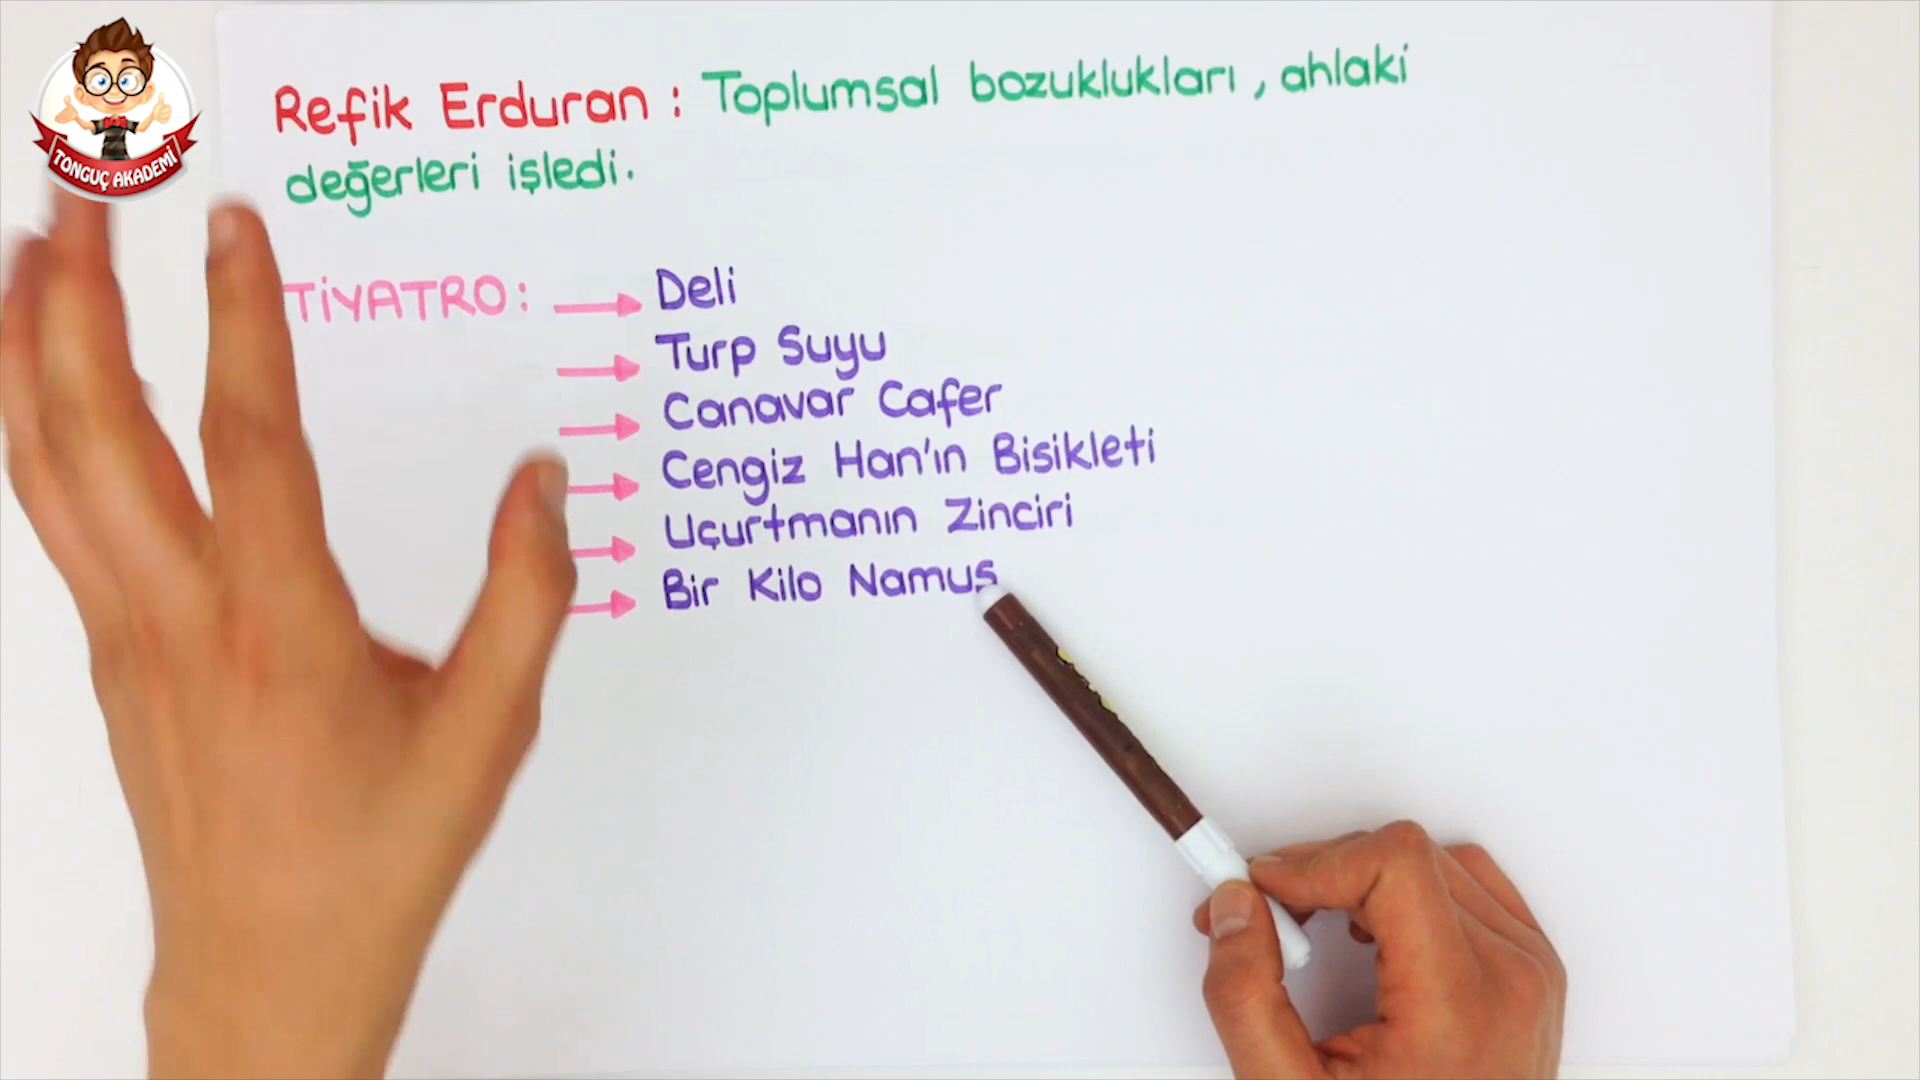 TONGUÇ AKADEMİ
Refik Erduran : Toplumsal bozuklukları, ahlaki
değerleri işledi.
TİYATRO: → Deli
→ Turp Suyu
→ Canavar Cafer
→ Cengiz Han'ın Bisikleti
→ Uçurtmanın Zinciri
→ Bir Kilo Namus